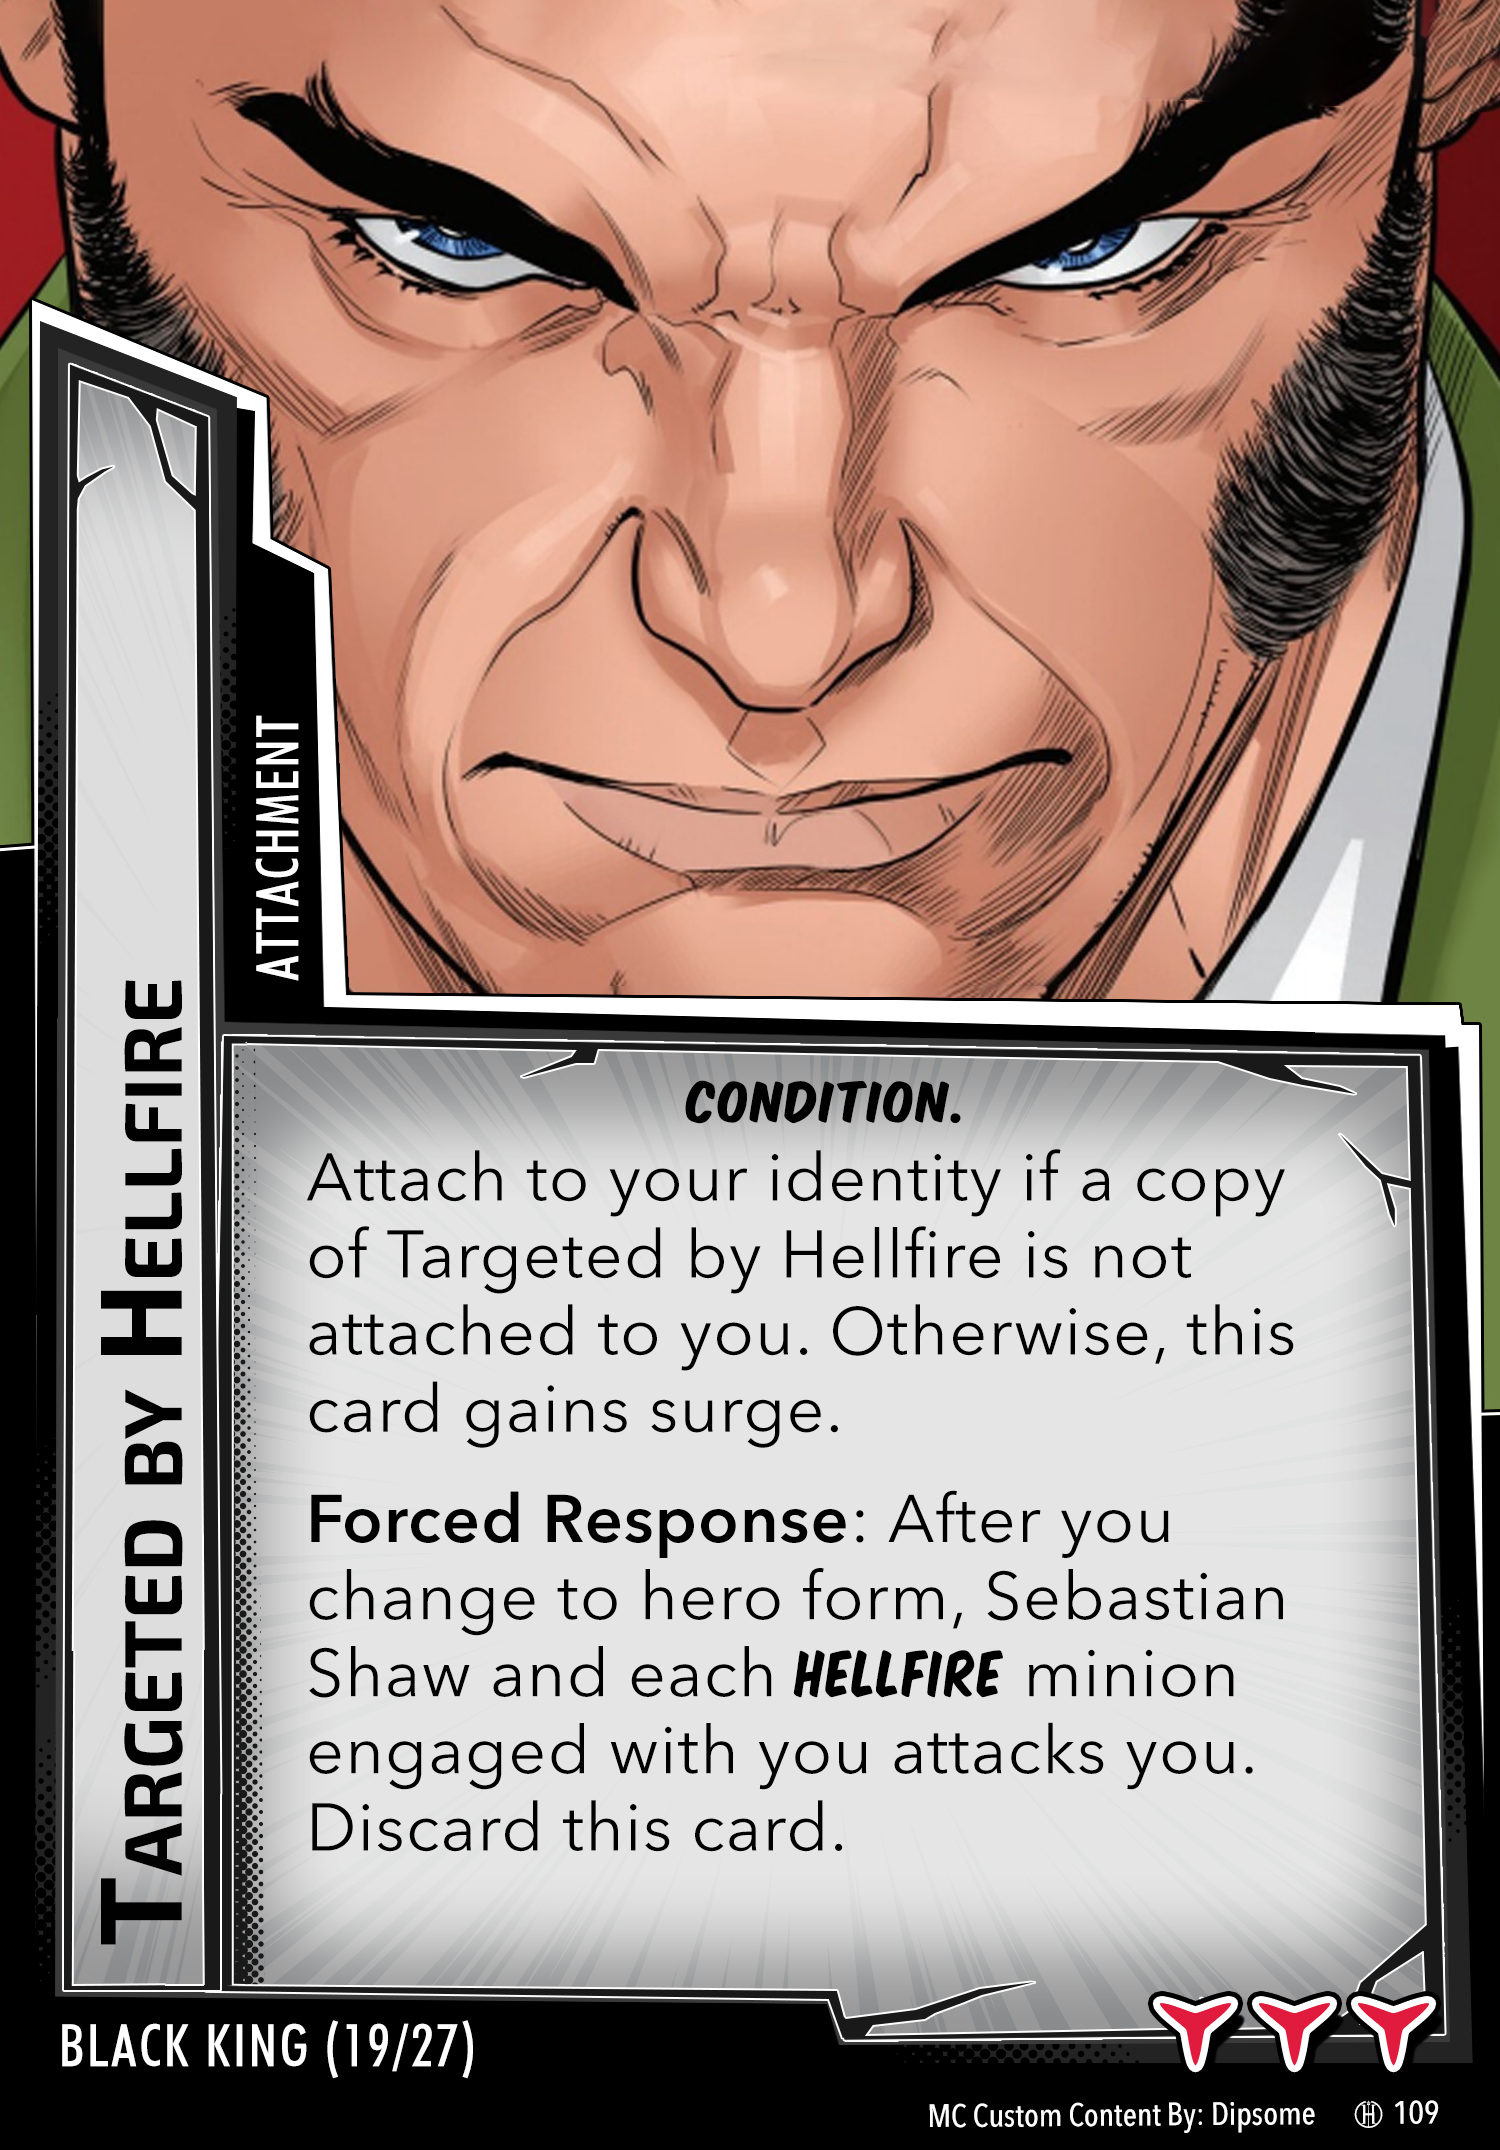 TARGETED BY HELLFIRE
ATTACHMENT
CONDITION.
Attach to your identity if a copy
of Targeted by Hellfire is not
attached to you. Otherwise, this
card gains surge.
Forced Response: After you
change to hero form, Sebastian
Shaw and each HELLFIRE minion
engaged with you attacks you.
Discard this card.
BLACK KING (19/27)
MC Custom Content By: Dipsome H 109